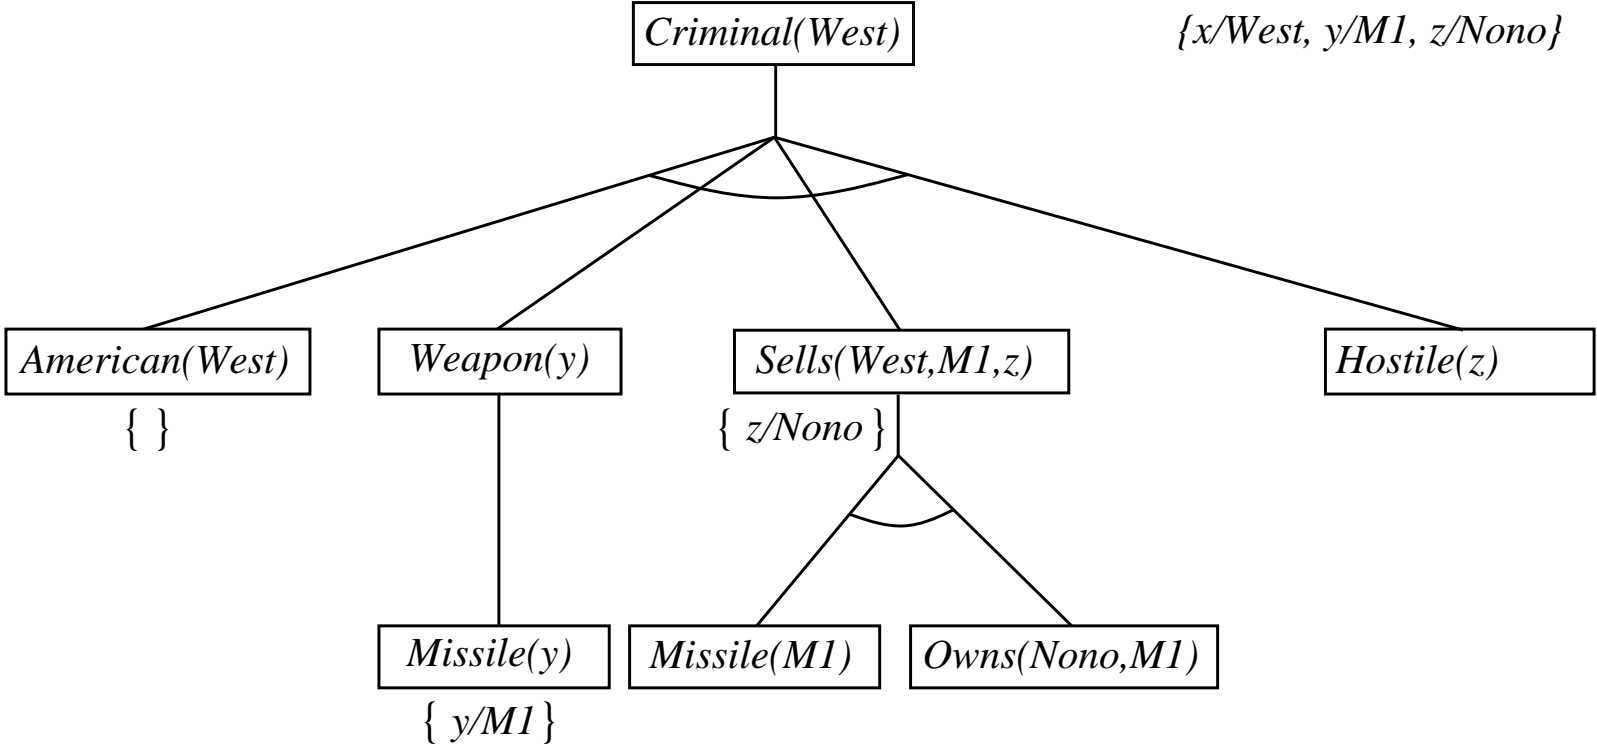 Criminal(West)
{x/West, y/M1, z/Nono}
American(West)
Weapon(y)
Sells(West,M1,z)
Hostile(z)
{ }
{ z/Nono }
Missile(y)
Missile(M1)
Owns(Nono,M1)
{ y/M1 }